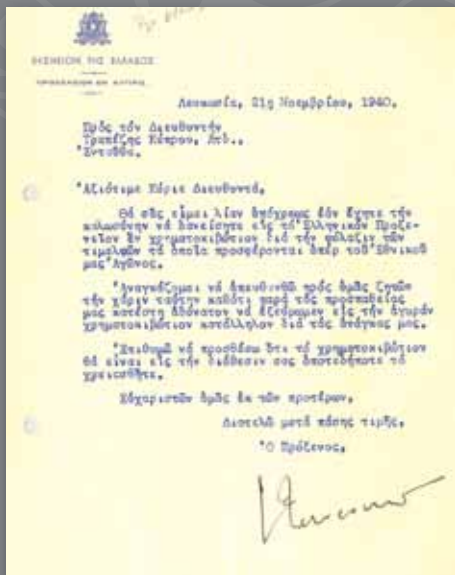 ΒΑΣΙΛΕΙΟΝ ΤΗΣ ΕΛΛΑΔΟΣ
ΠΡΟΞΕΝΕΙΟΝ ΕΝ ΚΥΠΡΩ
Λευκωσία, 21η Νοεμβρίου, 1940.
Πρός τόν Διευθυντήν
Τραπέζης Κύπρου, Λτδ.,
Ἐνταῦθα.
Ἀξιότιμε Κύριε Διευθυντά,
Θά σᾶς εἶμαι λίαν ὑπόχρεως ἐάν ἔχητε τήν
καλωσύνην νά δανείσητε εἰς τό Ἑλληνικόν Προξε-
νεῖον ἕν χρηματοκιβώτιον διά τήν φύλαξιν τῶν
τιμαλφῶν τά ὁποῖα προσφέρονται ὑπέρ τοῦ Ἐθνικοῦ
μας Ἀγῶνος.
Ἀναγκάζομαι νά ἀπευθυνθῶ πρός ὑμᾶς ζητῶν
τήν χάριν ταύτην καθότι παρά τάς προσπαθείας
μας κατέστη ἀδύνατον νά ἐξεύρωμεν εἰς τήν ἀγοράν
χρηματοκιβώτιον κατάλληλον διά τάς ἀνάγκας μας.
Ἐπιθυμῶ νά προσθέσω ὅτι τό χρηματοκιβώτιον
θά εἶναι εἰς τήν διάθεσιν σας ὁποτεδήποτε τό
χρειασθῆτε.
Εὐχαριστῶν ὑμᾶς ἐκ τῶν προτέρων,
Διατελῶ μετά πάσης τιμῆς,
Ὁ Πρόξενος,